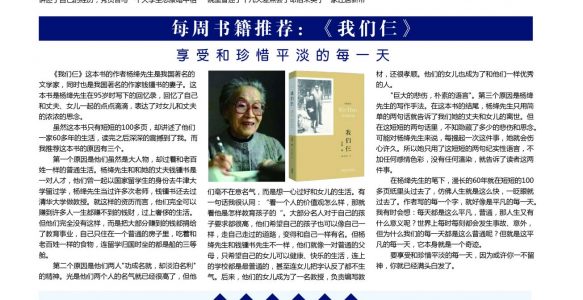 每周书籍推荐：《我们仨》
享受和珍惜平淡的每一天
《我们仨》这本书的作者杨绛先生是我国著名的
文学家，同时也是我国著名的作家钱锺书的妻子。这
本书是杨绛先生在95岁时写下的回忆录，回忆了自己
和丈夫、女儿一起的点点滴滴，表达了对女儿和丈夫
的浓浓的思念。
虽然这本书只有短短的100多页，却讲述了他们
一家60多年的生活，读完之后深深的震撼到了我。而
我推荐这本书的原因有三个。
第一个原因是他们虽然是大人物，却过着和老百
姓一样的普通生活。杨绛先生和和她的丈夫钱锺书是
一对人才，他们曾一起以国家留学生的身份去牛津大
学留过学，杨绛先生当过许多次老师，钱锺书还去过
清华大学做教授。就这样的资历而言，他们完全可以
赚到许多人一生都赚不到的钱财，过上奢侈的生活。
但他们完全没有这样，而是把大部分赚到的钱都捐给
了教育事业，自己只住在一个普通的房子里，吃着和
老百姓一样的食物，连留学归国时坐的都是船的三等
舱。
第二个原因是他们两人“功成名就，却淡泊名利”
的精神。光是他们两个人的名气就已经很高了，但他
我们仨
们毫不在意名气，而是想一心过好和女儿的生活。有
一句话我很认同：“看一个人的价值观怎么样，那就
看他是怎样教育孩子的”。大部分名人对于自己的孩
子要求都很高，他们希望自己的孩子也可以像自己一
样，走自己走过的道路，变得和自己一样有名。但杨
绛先生和钱锺书先生不一样，他们就像一对普通的父
母，只希望自己的女儿可以健康、快乐的生活，连上
的学校都是最普通的，甚至连女儿把字认反了都不生
气。后来，他们的女儿成为了一名教授，负责编写教
材，还很孝顺。他们的女儿也成为了和他们一样优秀
的人。
“巨大的悲伤，朴素的语言”。第三个原因是杨绛
先生的写作手法。在这本书的结尾，杨绛先生只用简
单的两句话就告诉了我们她的丈夫和女儿的离世。但
在这短短的两句话里，不知隐藏了多少的悲伤和思念。
可能对杨绛先生来说，每提起一次这件事，她就会伤
心许久。所以她只用了这短短的两句纪实性语言，不
加任何感情色彩，没有任何渲染，就告诉了读者这两
件事。
在杨绛先生的笔下，漫长的60年就在短短的100
多页纸里头过去了，仿佛人生就是这么快，一眨眼就
过去了。作者写的每一个字，就好像是平凡的每一天。
我有时会想：每天都是这么平凡，普通，那人生又有
什么意义呢？世界上每时每刻都会发生事故、意外，
但为什么我们的每一天都是这么普通呢？但就是这平
凡的每一天，它本身就是一个奇迹。
要享受和珍惜平凡的每一天，因为或许你一不留
神，你就已经满头白发了。